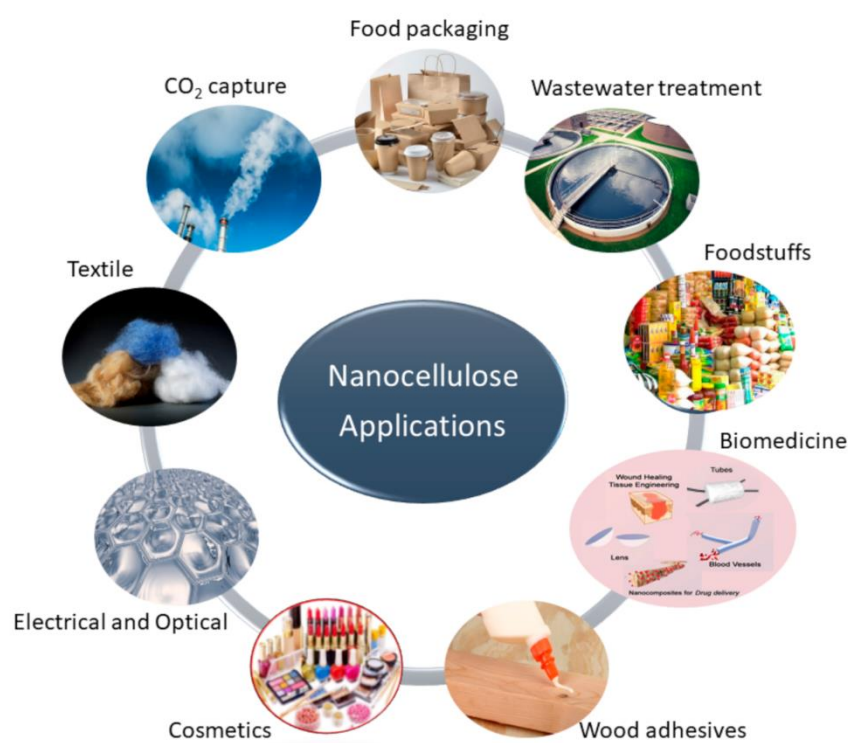 Food packaging
CO₂ capture
Wastewater treatment
Textile
Foodstuffs
Nanocellulose
Applications
Biomedicine
Wound Healing
Tissue Engineering
Tubes
Lens
Blood Vessels
Nanocomposites for Drug delivery
Electrical and Optical
Cosmetics
Wood adhesives